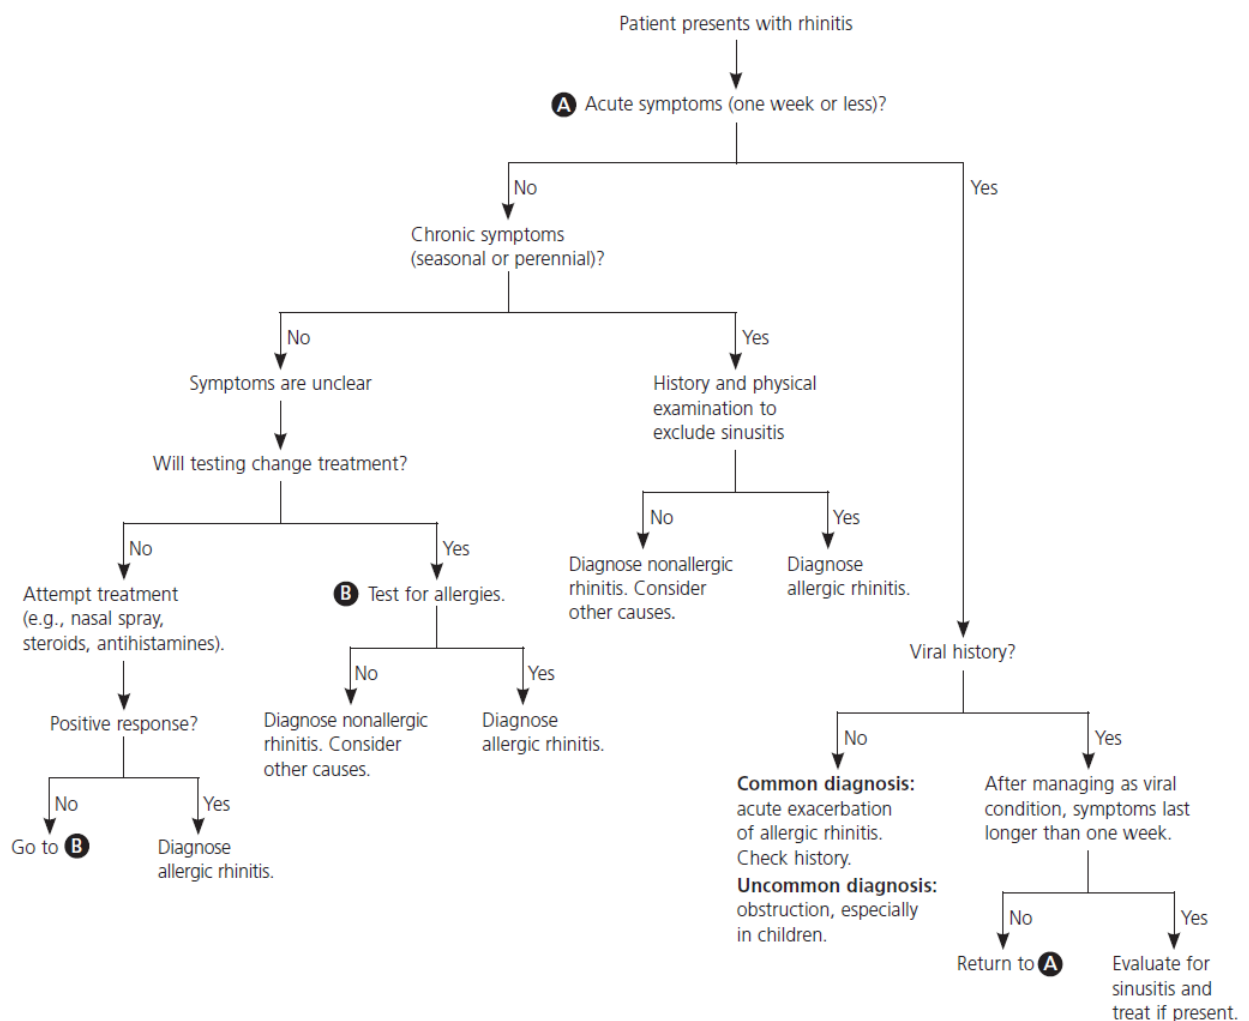 Patient presents with rhinitis
A Acute symptoms (one week or less)?
No
Yes
Chronic symptoms
(seasonal or perennial)?
No
Yes
Symptoms are unclear
History and physical
examination to
exclude sinusitis
Will testing change treatment?
No
Yes
No
Yes
Attempt treatment
(e.g., nasal spray,
steroids, antihistamines).
B Test for allergies.
Diagnose nonallergic
rhinitis. Consider
other causes.
Diagnose
allergic rhinitis.
Viral history?
No
Yes
Positive response?
Diagnose nonallergic
rhinitis. Consider
other causes.
Diagnose
allergic rhinitis.
No
Yes
No
Yes
Go to B
Diagnose
allergic rhinitis.
Common diagnosis:
acute exacerbation
of allergic rhinitis.
Check history.
Uncommon diagnosis:
obstruction, especially
in children.
After managing as viral
condition, symptoms last
longer than one week.
No
Yes
Return to A
Evaluate for
sinusitis and
treat if present.